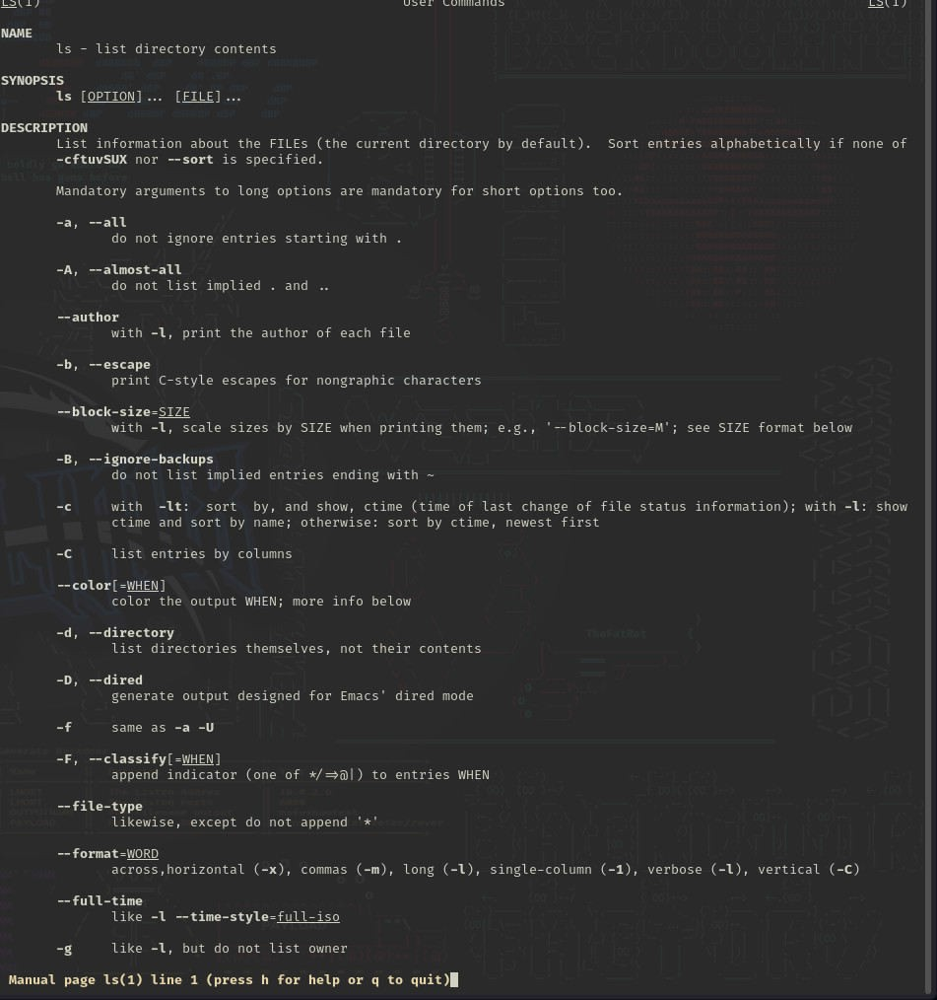 LS(1) User Commands LS(1)
NAME
ls - list directory contents
SYNOPSIS
ls [OPTION]... [FILE]...
DESCRIPTION
List information about the FILEs (the current directory by default).  Sort entries alphabetically if none of
-cftuvSUX nor --sort is specified.
Mandatory arguments to long options are mandatory for short options too.
-a, --all
do not ignore entries starting with .
-A, --almost-all
do not list implied . and ..
--author
with -l, print the author of each file
-b, --escape
print C-style escapes for nongraphic characters
--block-size=SIZE
with -l, scale sizes by SIZE when printing them; e.g., '--block-size=M'; see SIZE format below
-B, --ignore-backups
do not list implied entries ending with ~
-c with  -lt:  sort  by, and show, ctime (time of last change of file status information); with -l: show
ctime and sort by name; otherwise: sort by ctime, newest first
-C list entries by columns
--color[=WHEN]
color the output WHEN; more info below
-d, --directory
list directories themselves, not their contents
TheFatRat
-D, --dired
generate output designed for Emacs' dired mode
-f same as -a -U
-F, --classify[=WHEN]
append indicator (one of */=>@|) to entries WHEN
--file-type
likewise, except do not append '*'
--format=WORD
across,horizontal (-x), commas (-m), long (-l), single-column (-1), verbose (-l), vertical (-C)
--full-time
like -l --time-style=full-iso
-g like -l, but do not list owner
Manual page ls(1) line 1 (press h for help or q to quit)